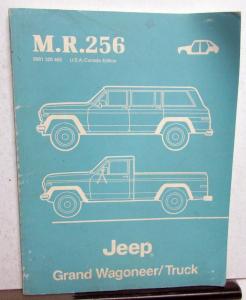 M.R.256
U.S.A.-Canada Edition
Jeep
Grand Wagoneer/Truck